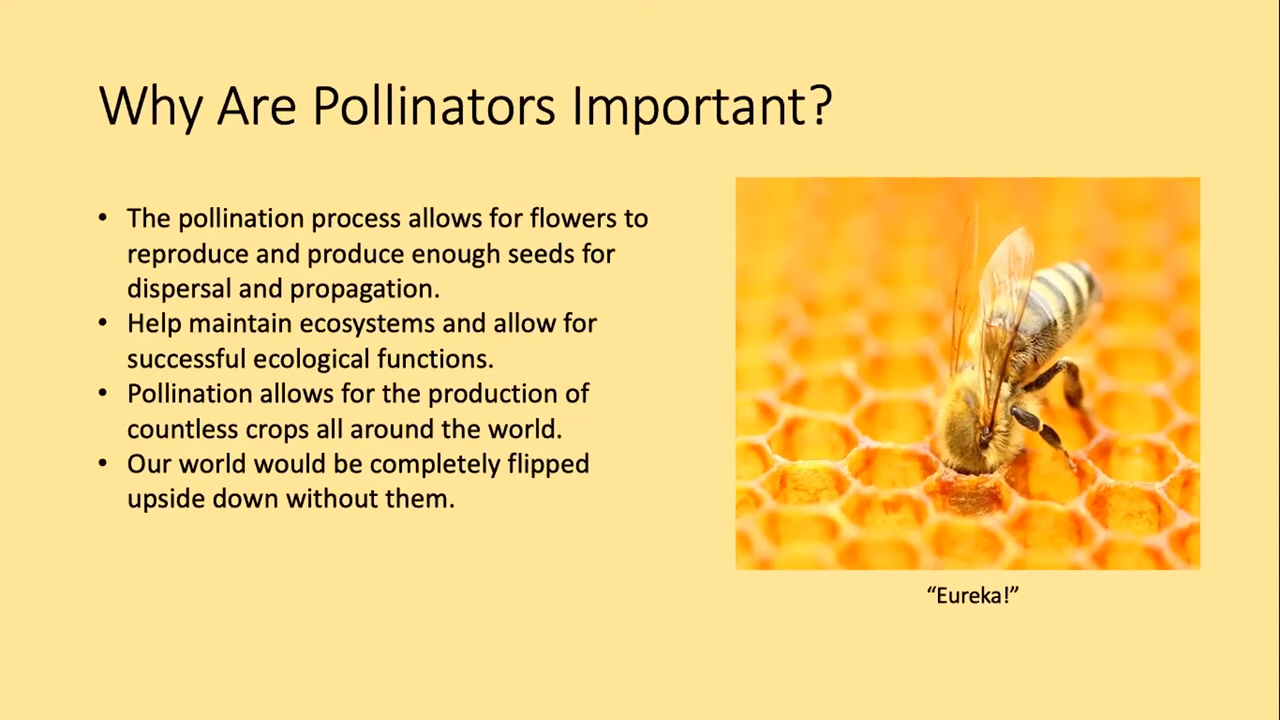 Why Are Pollinators Important?
• The pollination process allows for flowers to
reproduce and produce enough seeds for
dispersal and propagation.
• Help maintain ecosystems and allow for
successful ecological functions.
• Pollination allows for the production of
countless crops all around the world.
• Our world would be completely flipped
upside down without them.
“Eureka!”